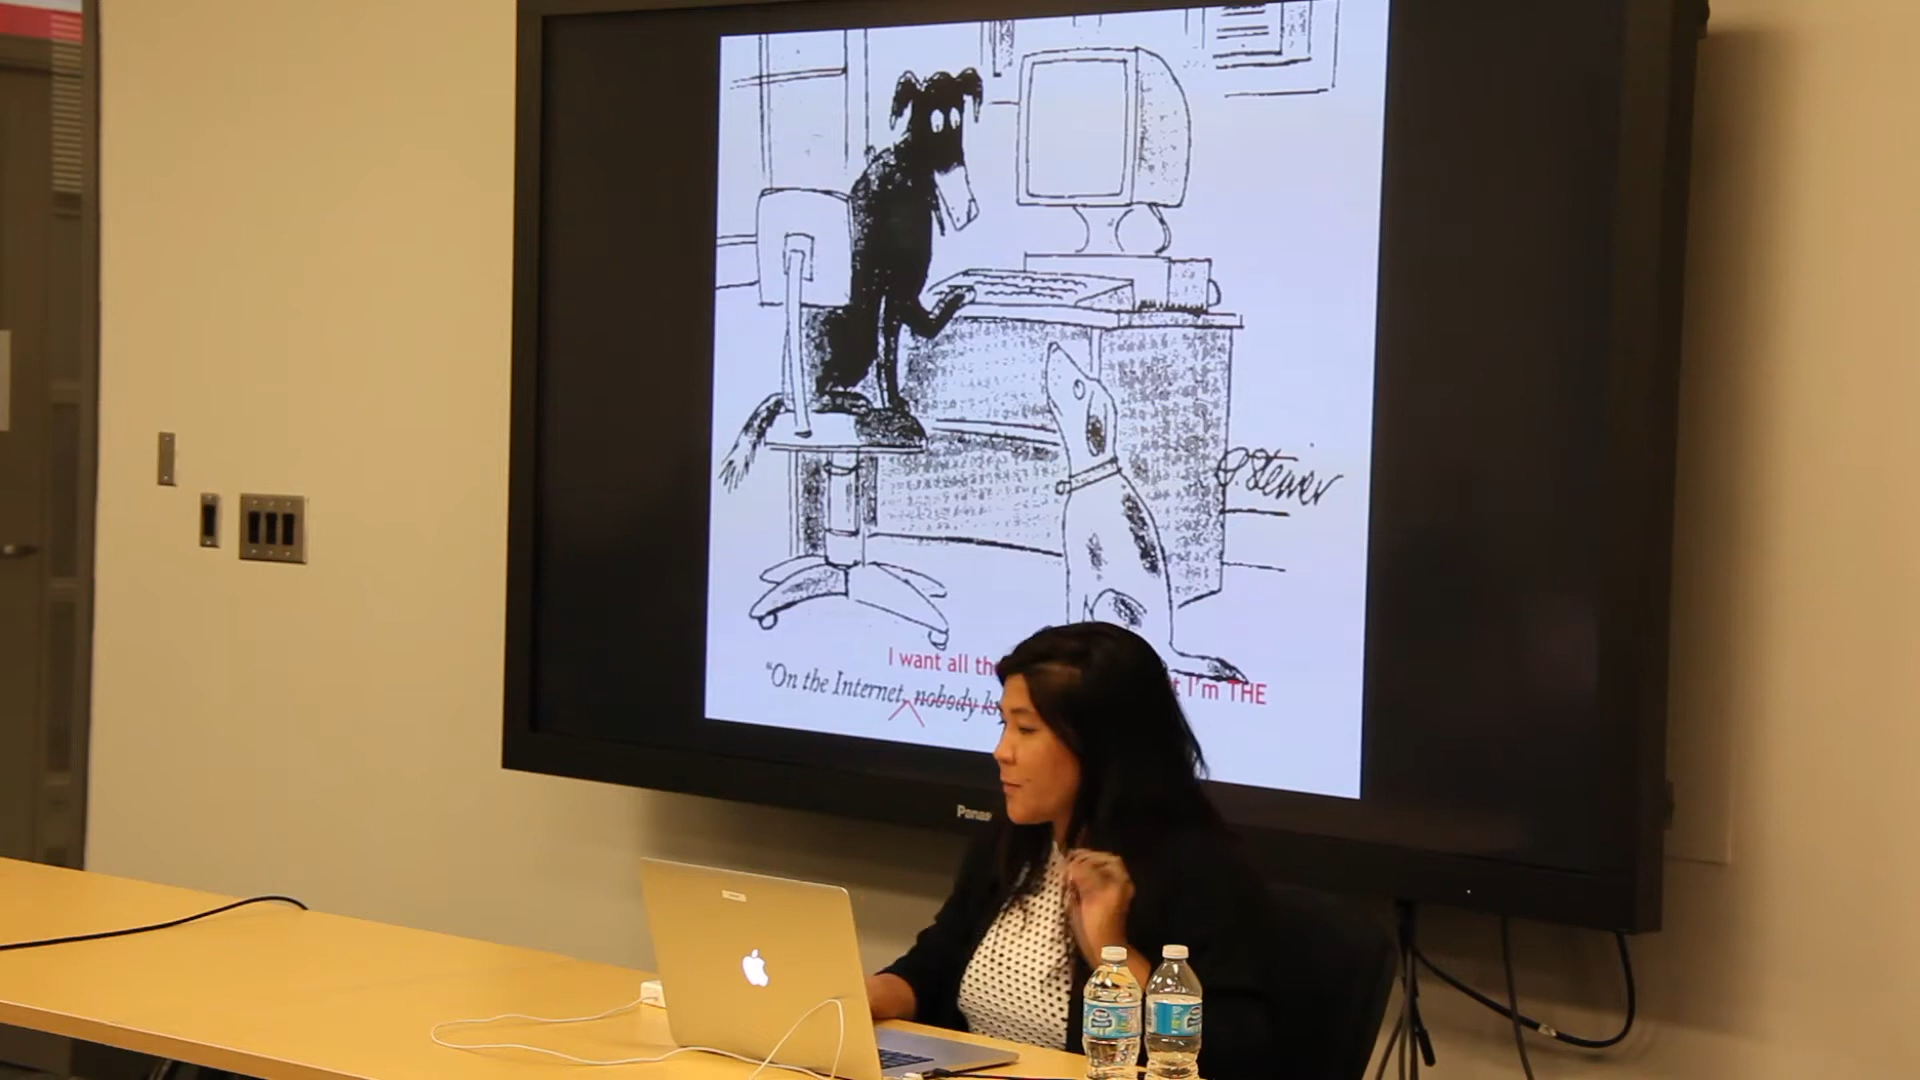 P. Steiner
I want all the
t I'm THE
"On the Internet, nobody k
Panas